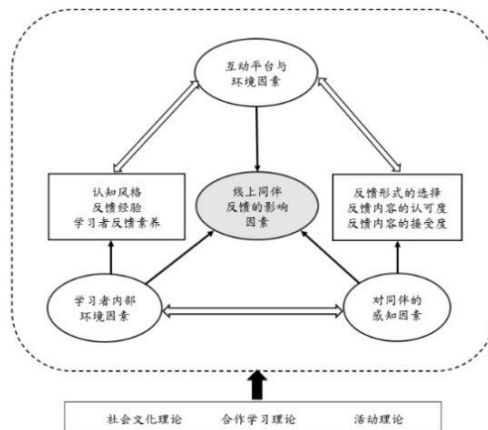 互动平台与
环境因素
认知风格
反馈经验
学习者反馈素养
线上同伴
反馈的影响
因素
反馈形式的选择
反馈内容的认可度
反馈内容的接受度
学习者内部
环境因素
对同伴的
感知因素
社会文化理论 合作学习理论 活动理论